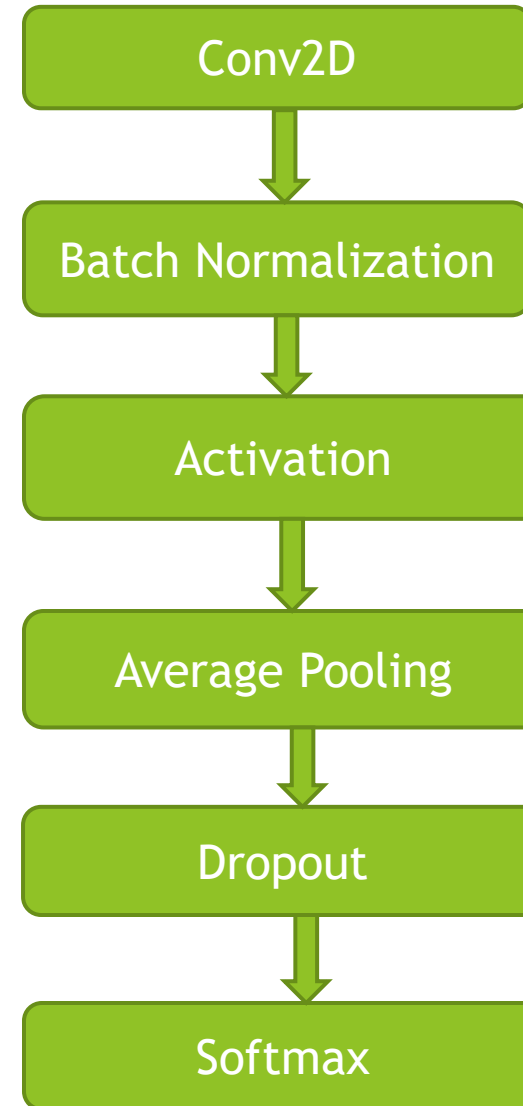 Conv2D
Batch Normalization
Activation
Average Pooling
Dropout
Softmax